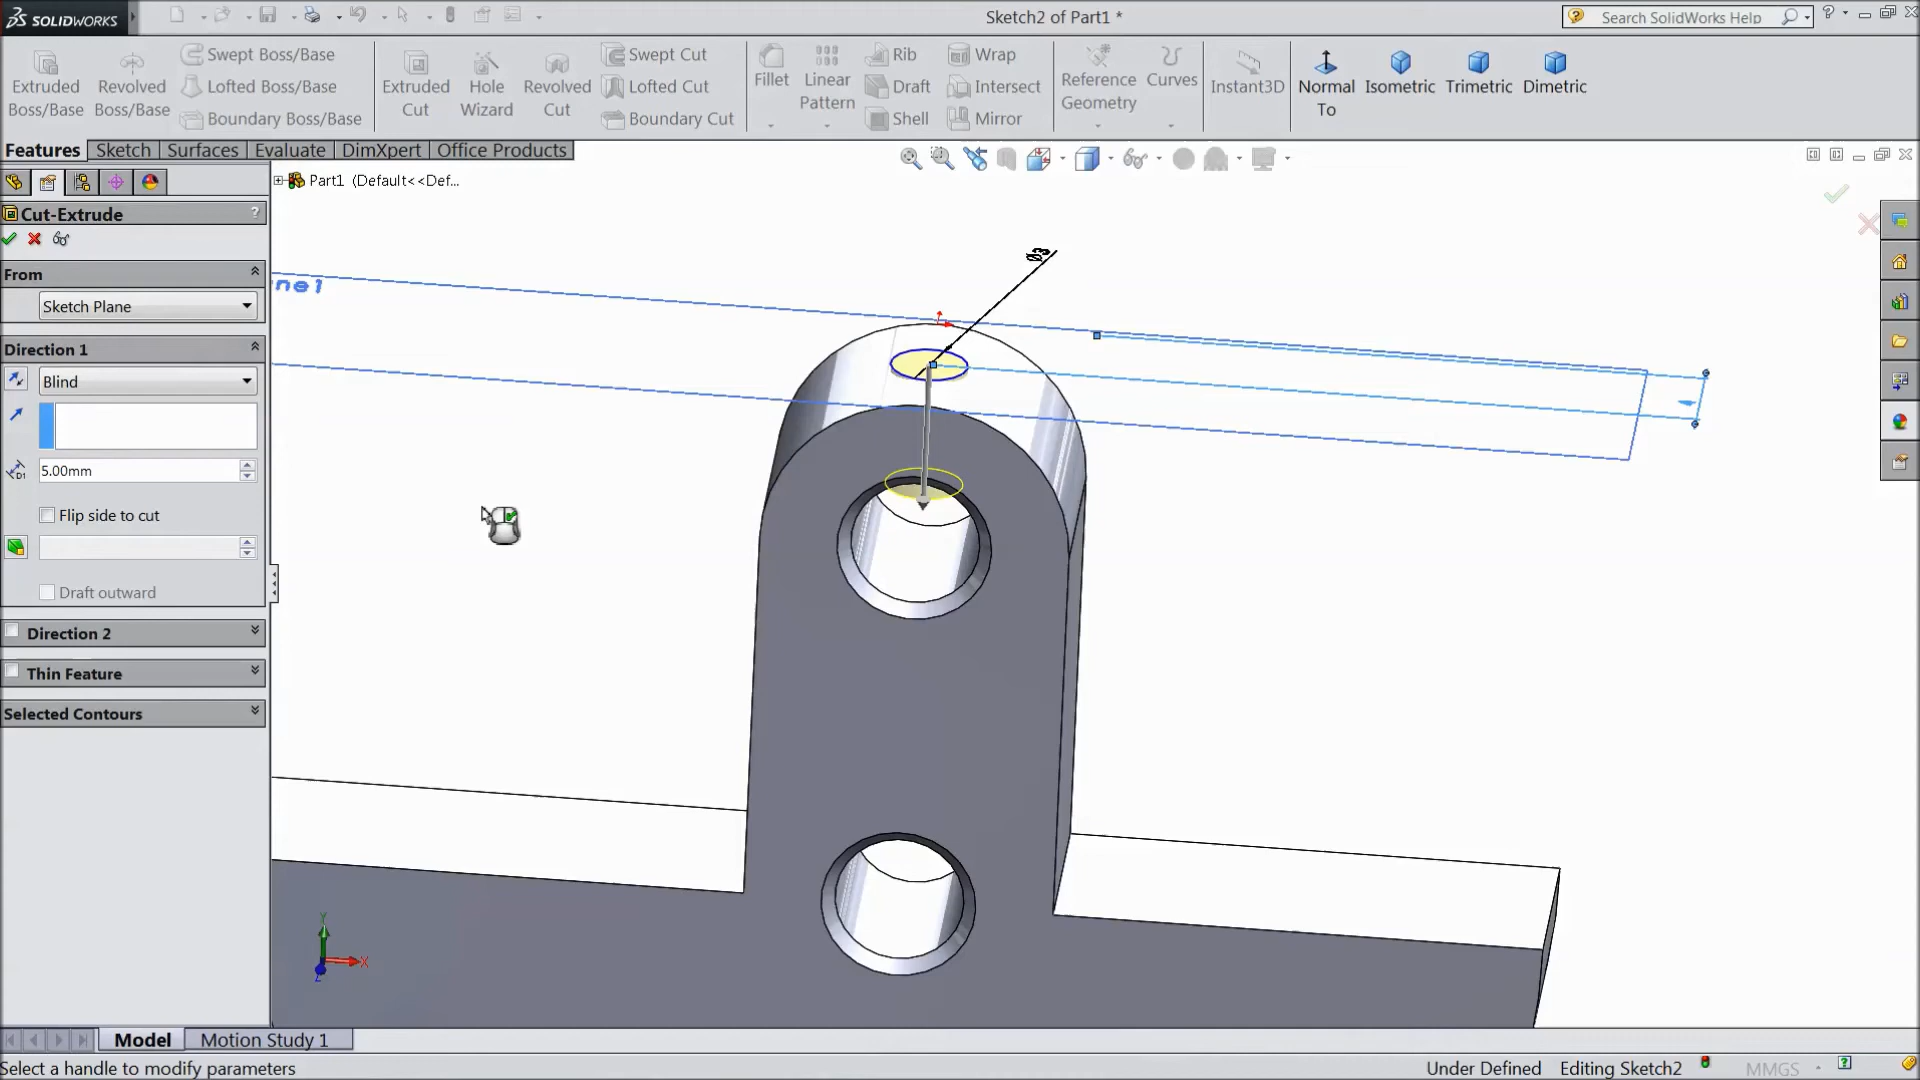 SOLIDWORKS
Sketch2 of Part1 *
Search SolidWorks Help
Extruded Boss/Base
Revolved Boss/Base
Swept Boss/Base
Lofted Boss/Base
Boundary Boss/Base
Extruded Cut
Hole Wizard
Revolved Cut
Swept Cut
Lofted Cut
Boundary Cut
Fillet
Linear Pattern
Rib
Draft
Shell
Wrap
Intersect
Mirror
Reference Geometry
Curves
Instant3D
Normal To
Isometric
Trimetric
Dimetric
Features
Sketch
Surfaces
Evaluate
DimXpert
Office Products
Part1 (Default<<Def...
Cut-Extrude
?
From
Sketch Plane
Direction 1
Blind
D1
5.00mm
Flip side to cut
Draft outward
Direction 2
Thin Feature
Selected Contours
ne1
Ø3
Y
X
Z
Model
Motion Study 1
Select a handle to modify parameters
Under Defined
Editing Sketch2
MMGS
?